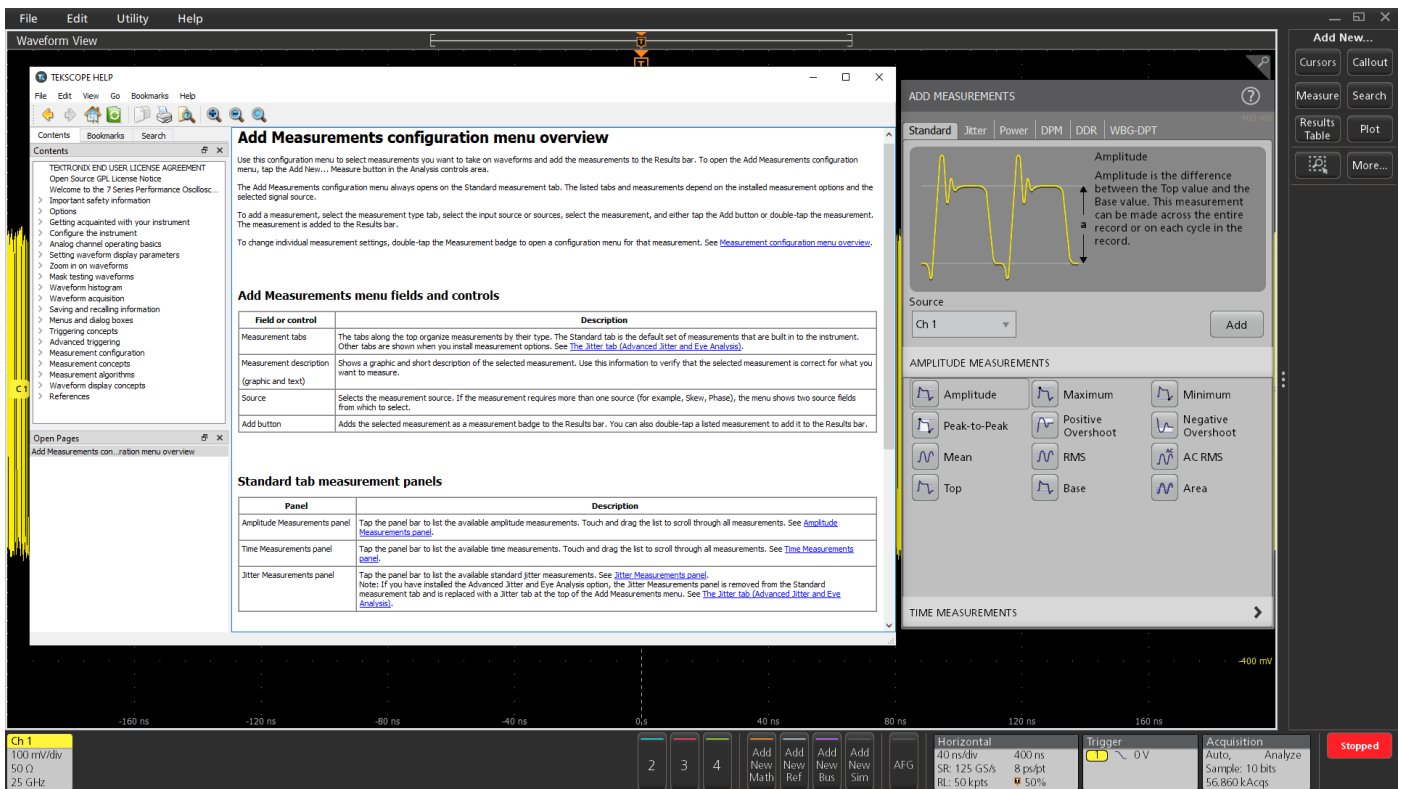 File Edit Utility Help
Waveform View
TEKSCOPE HELP
File Edit View Go Bookmarks Help
Contents Bookmarks Search
Contents
TEKTRONIX END USER LICENSE AGREEMENT
Open Source GPL License Notice
Welcome to the 7 Series Performance Oscillosc...
Important safety information
Options
Getting acquainted with your instrument
Configure the instrument
Analog channel operating basics
Setting waveform display parameters
Zoom in on waveforms
Mask testing waveforms
Waveform histogram
Waveform acquisition
Saving and recalling information
Menus and dialog boxes
Triggering concepts
Advanced triggering
Measurement configuration
Measurement concepts
Measurement algorithms
Waveform display concepts
References
Open Pages
Add Measurements con...ration menu overview
Add Measurements configuration menu overview
Use this configuration menu to select measurements you want to take on waveforms and add the measurements to the Results bar. To open the Add Measurements configuration
menu, tap the Add New... Measure button in the Analysis controls area.
The Add Measurements configuration menu always opens on the Standard measurement tab. The listed tabs and measurements depend on the installed measurement options and the
selected signal source.
To add a measurement, select the measurement type tab, select the input source or sources, select the measurement, and either tap the Add button or double-tap the measurement.
The measurement is added to the Results bar.
To change individual measurement settings, double-tap the Measurement badge to open a configuration menu for that measurement. See Measurement configuration menu overview.
Add Measurements menu fields and controls
Field or control Description
Measurement tabs The tabs along the top organize measurements by their type. The Standard tab is the default set of measurements that are built in to the instrument.
Other tabs are shown when you install measurement options. See The Jitter tab (Advanced Jitter and Eye Analysis).
Measurement description Shows a graphic and short description of the selected measurement. Use this information to verify that the selected measurement is correct for what you
(graphic and text) want to measure.
Source Selects the measurement source. If the measurement requires more than one source (for example, Skew, Phase), the menu shows two source fields
from which to select.
Add button Adds the selected measurement as a measurement badge to the Results bar. You can also double-tap a listed measurement to add it to the Results bar.
Standard tab measurement panels
Panel Description
Amplitude Measurements panel Tap the panel bar to list the available amplitude measurements. Touch and drag the list to scroll through all measurements. See Amplitude
Measurements panel.
Time Measurements panel Tap the panel bar to list the available time measurements. Touch and drag the list to scroll through all measurements. See Time Measurements
panel.
Jitter Measurements panel Tap the panel bar to list the available standard jitter measurements. See Jitter Measurements panel.
Note: If you have installed the Advanced Jitter and Eye Analysis option, the Jitter Measurements panel is removed from the Standard
measurement tab and is replaced with a Jitter tab at the top of the Add Measurements menu. See The Jitter tab (Advanced Jitter and Eye
Analysis).
ADD MEASUREMENTS
400 mV
Standard Jitter Power DPM DDR WBG-DPT
Amplitude
Amplitude is the difference
between the Top value and the
Base value. This measurement
can be made across the entire
a record or on each cycle in the
record.
Source
Ch 1 Add
AMPLITUDE MEASUREMENTS
Amplitude Maximum Minimum
Peak-to-Peak Positive Overshoot Negative Overshoot
Mean RMS AC RMS
Top Base Area
TIME MEASUREMENTS
Add New...
Cursors Callout
Measure Search
Results Table Plot
More...
C1
T
-400 mV
-160 ns -120 ns -80 ns -40 ns 0 s 40 ns 80 ns 120 ns 160 ns
Ch 1
100 mV/div
50 Ω
25 GHz
2 3 4
Add New Math
Add New Ref
Add New Bus
Add New Sim
AFG
Horizontal
40 ns/div 400 ns
SR: 125 GS/s 8 ps/pt
RL: 50 kpts 50%
Trigger
1 0 V
Acquisition
Auto, Analyze
Sample: 10 bits
56.860 kAcqs
Stopped